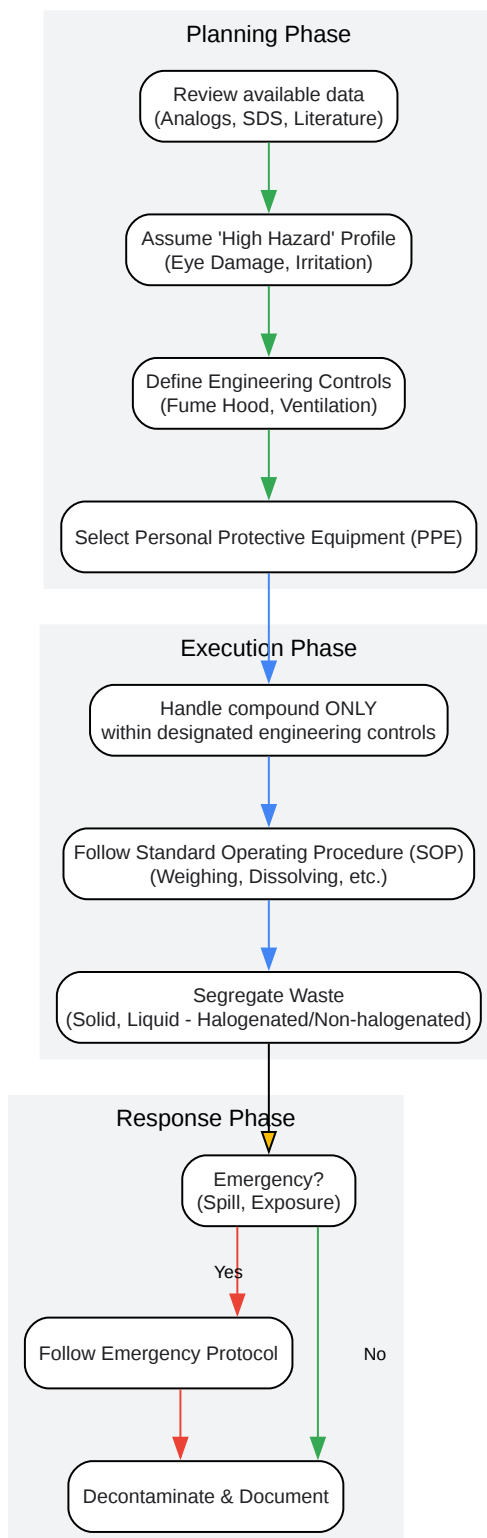 Planning Phase
Review available data
(Analogs, SDS, Literature)
Assume 'High Hazard' Profile
(Eye Damage, Irritation)
Define Engineering Controls
(Fume Hood, Ventilation)
Select Personal Protective Equipment (PPE)
Execution Phase
Handle compound ONLY
within designated engineering controls
Follow Standard Operating Procedure (SOP)
(Weighing, Dissolving, etc.)
Segregate Waste
(Solid, Liquid - Halogenated/Non-halogenated)
Response Phase
Emergency?
(Spill, Exposure)
Yes
Follow Emergency Protocol
No
Decontaminate & Document